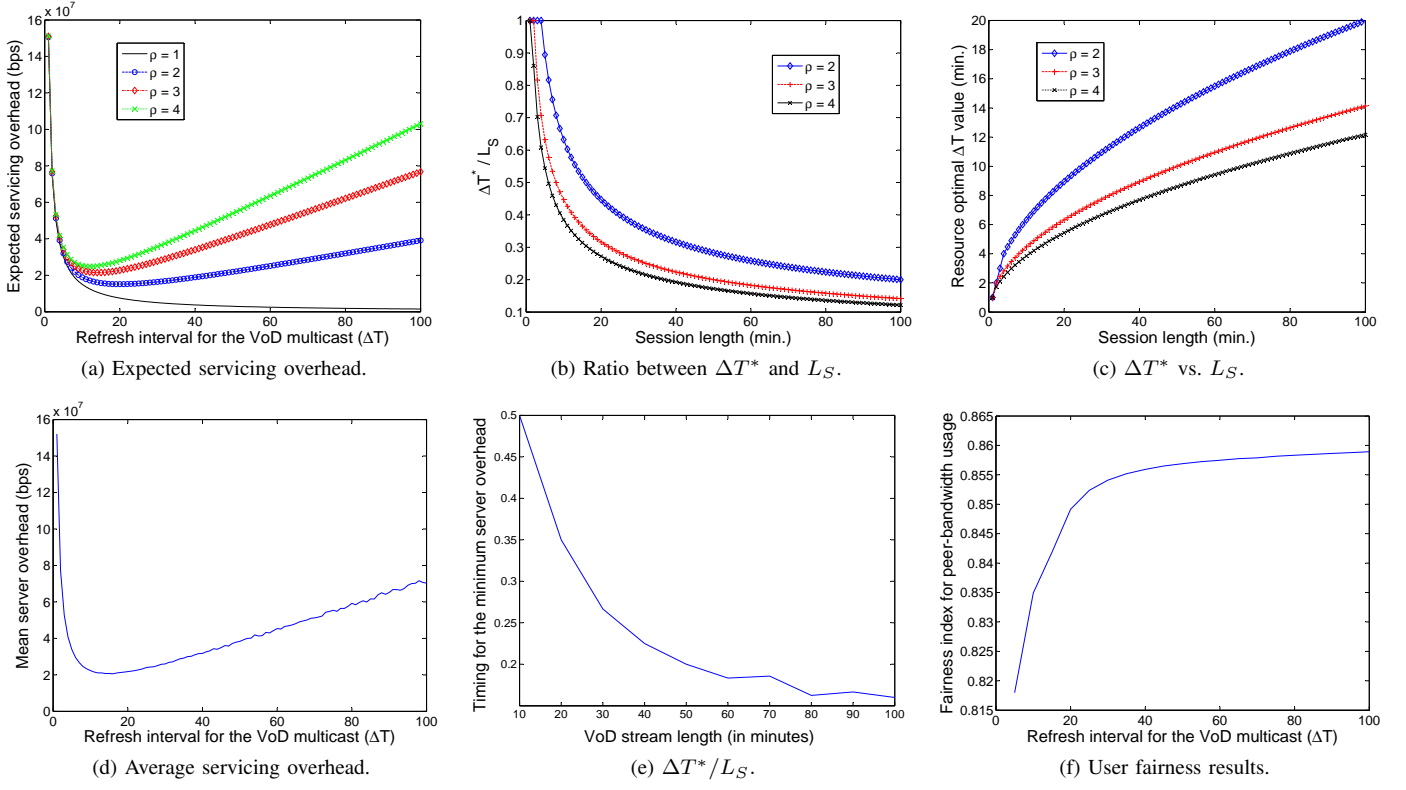 16 x 10^7
14
12
10
8
6
4
2
0
0 20 40 60 80 100
Expected servicing overhead (bps)
ρ = 1
ρ = 2
ρ = 3
ρ = 4
Refresh interval for the VoD multicast (ΔT)
(a) Expected servicing overhead.
1
0.9
0.8
0.7
0.6
0.5
0.4
0.3
0.2
0.1
0 20 40 60 80 100
ΔT* / L_S
ρ = 2
ρ = 3
ρ = 4
Session length (min.)
(b) Ratio between ΔT* and L_S.
20
18
16
14
12
10
8
6
4
2
0
0 20 40 60 80 100
Resource optimal ΔT value (min.)
ρ = 2
ρ = 3
ρ = 4
Session length (min.)
(c) ΔT* vs. L_S.
16 x 10^7
14
12
10
8
6
4
2
0
0 20 40 60 80 100
Mean server overhead (bps)
Refresh interval for the VoD multicast (ΔT)
(d) Average servicing overhead.
0.5
0.45
0.4
0.35
0.3
0.25
0.2
10 20 30 40 50 60 70 80 90 100
Timing for the minimum server overhead
VoD stream length (in minutes)
(e) ΔT*/L_S.
0.865
0.86
0.855
0.85
0.845
0.84
0.835
0.83
0.825
0.82
0.815
0 20 40 60 80 100
Fairness index for peer-bandwidth usage
Refresh interval for the VoD multicast (ΔT)
(f) User fairness results.